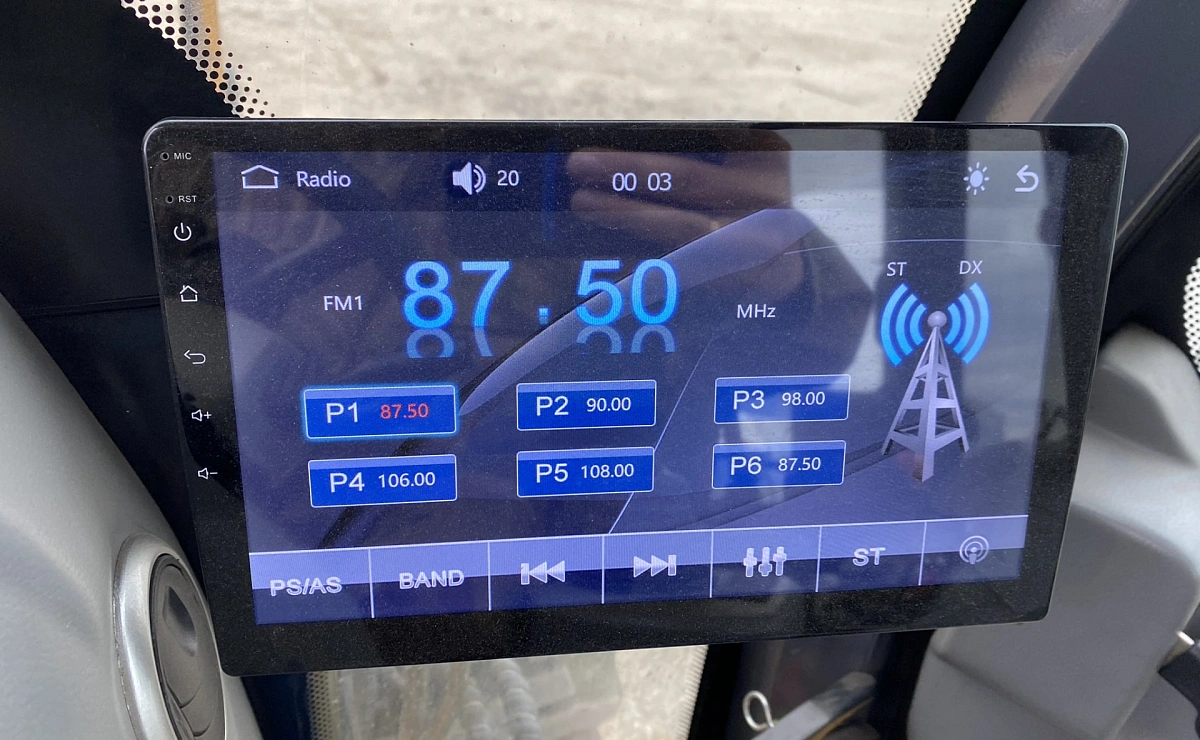 MIC
Radio 20 00 03
RST
ST DX
FM1 87.50 MHz
P1 87.50 P2 90.00 P3 98.00
P4 106.00 P5 108.00 P6 87.50
PS/AS BAND ST